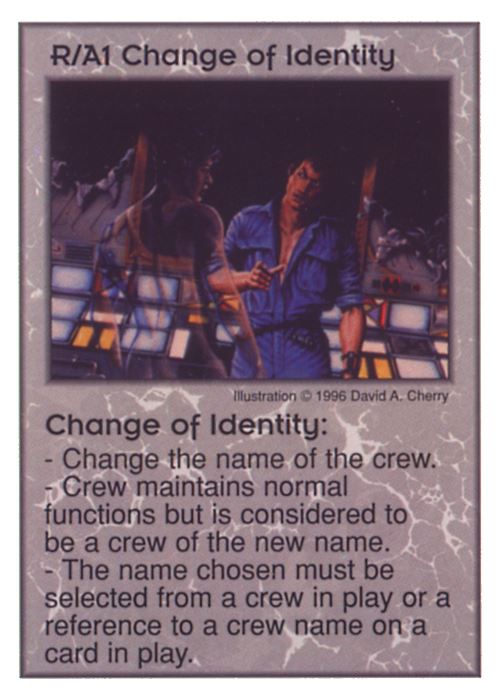 R/A1 Change of Identity
Illustration © 1996 David A. Cherry
Change of Identity:
- Change the name of the crew.
- Crew maintains normal
functions but is considered to
be a crew of the new name.
- The name chosen must be
selected from a crew in play or a
reference to a crew name on a
card in play.